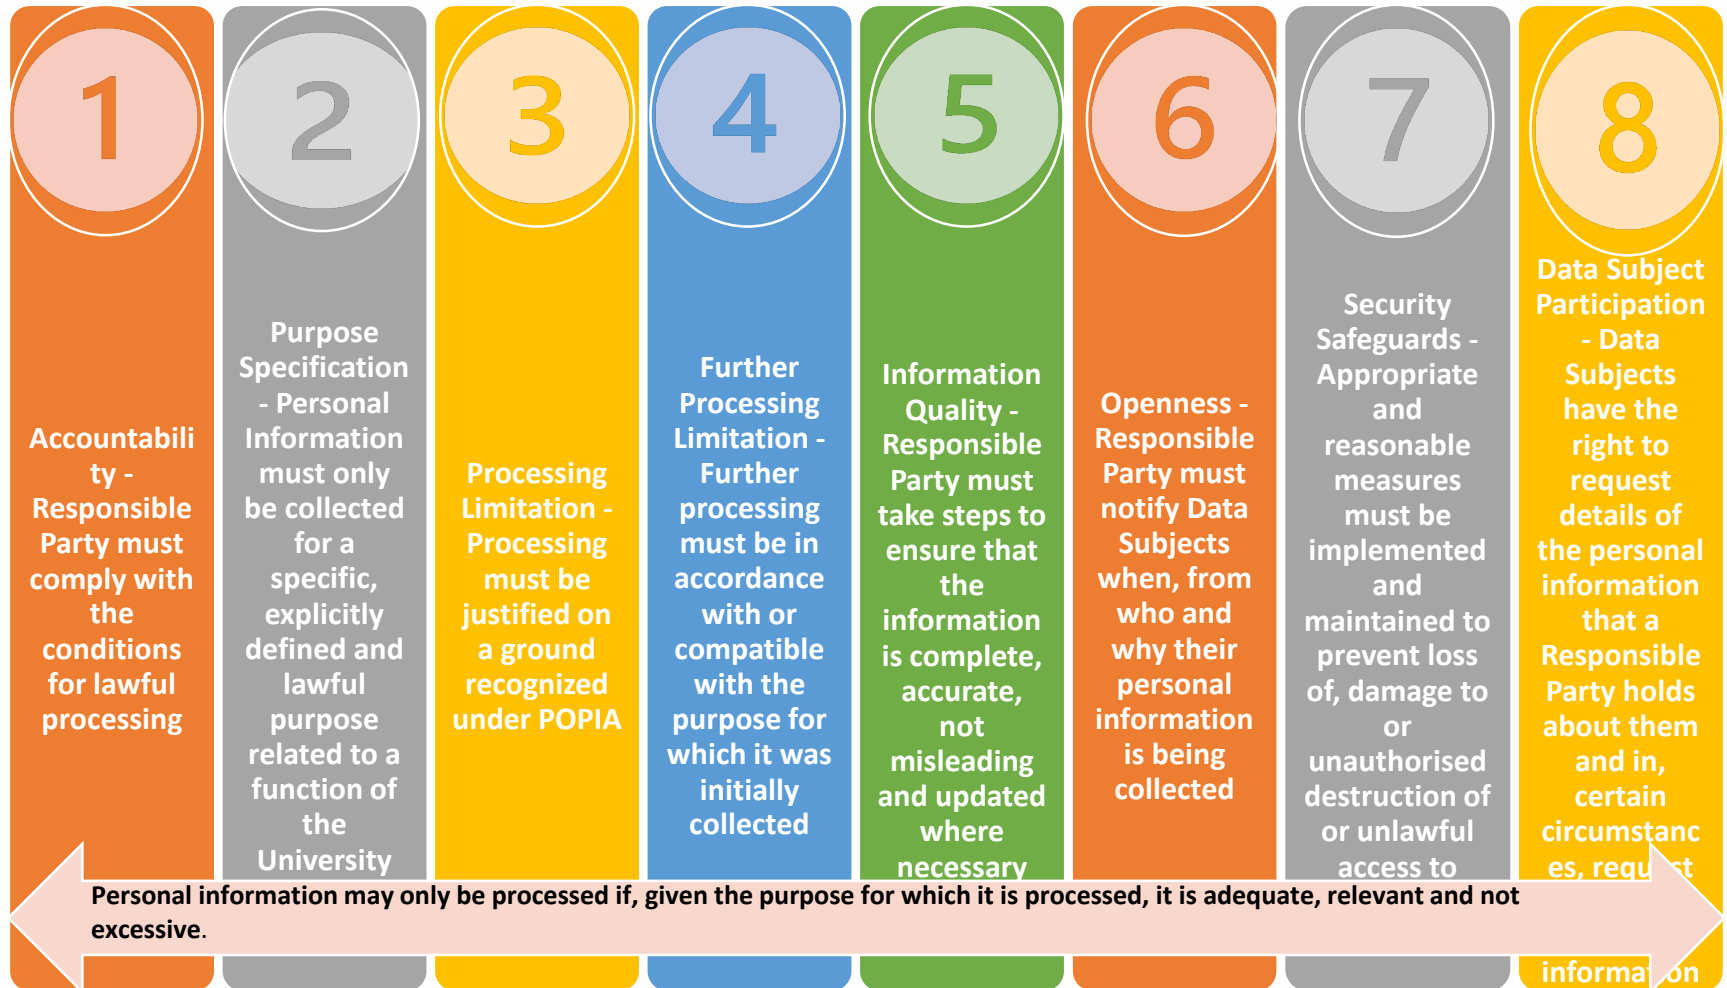 1
Accountabili
ty -
Responsible
Party must
comply with
the
conditions
for lawful
processing
2
Purpose
Specification
- Personal
Information
must only
be collected
for a
specific,
explicitly
defined and
lawful
purpose
related to a
function of
the
University
3
Processing
Limitation -
Processing
must be
justified on
a ground
recognized
under POPIA
4
Further
Processing
Limitation -
Further
processing
must be in
accordance
with or
compatible
with the
purpose for
which it was
initially
collected
5
Information
Quality -
Responsible
Party must
take steps to
ensure that
the
information
is complete,
accurate,
not
misleading
and updated
where
necessary
6
Openness -
Responsible
Party must
notify Data
Subjects
when, from
who and
why their
personal
information
is being
collected
7
Security
Safeguards -
Appropriate
and
reasonable
measures
must be
implemented
and
maintained to
prevent loss
of, damage to
or
unauthorised
destruction of
or unlawful
access to
8
Data Subject
Participation
- Data
Subjects
have the
right to
request
details of
the personal
information
that a
Responsible
Party holds
about them
and in,
certain
circumstanc
es, request
information
Personal information may only be processed if, given the purpose for which it is processed, it is adequate, relevant and not
excessive.